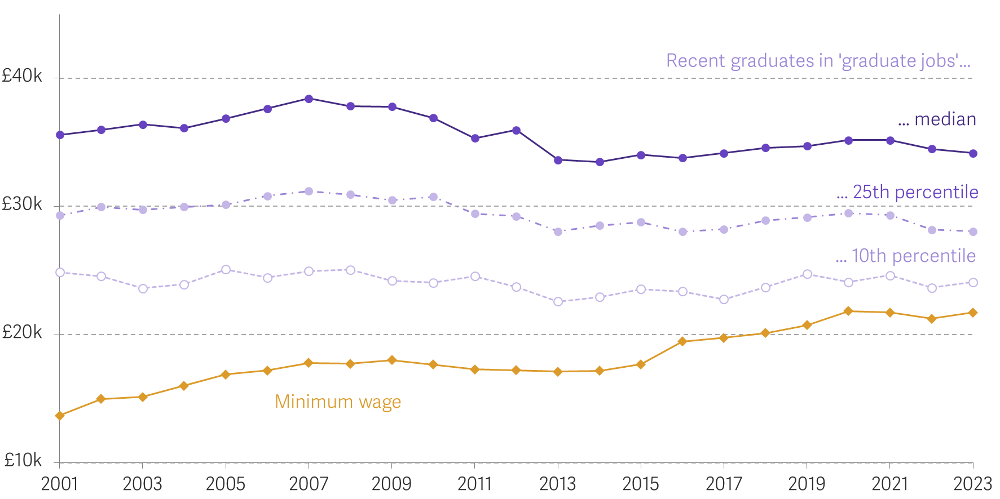 Recent graduates in 'graduate jobs'...
£40k
... median
... 25th percentile
£30k
... 10th percentile
£20k
Minimum wage
£10k
2001 2003 2005 2007 2009 2011 2013 2015 2017 2019 2021 2023